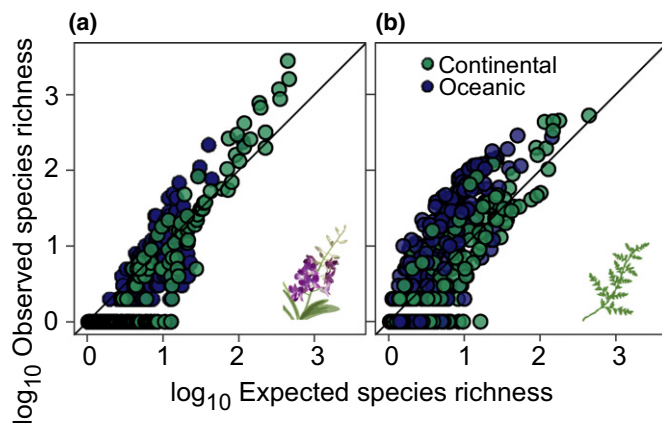 (a)
(b)
log10 Observed species richness
3
2
1
0
Continental
Oceanic
0 1 2 3
0 1 2 3
log10 Expected species richness